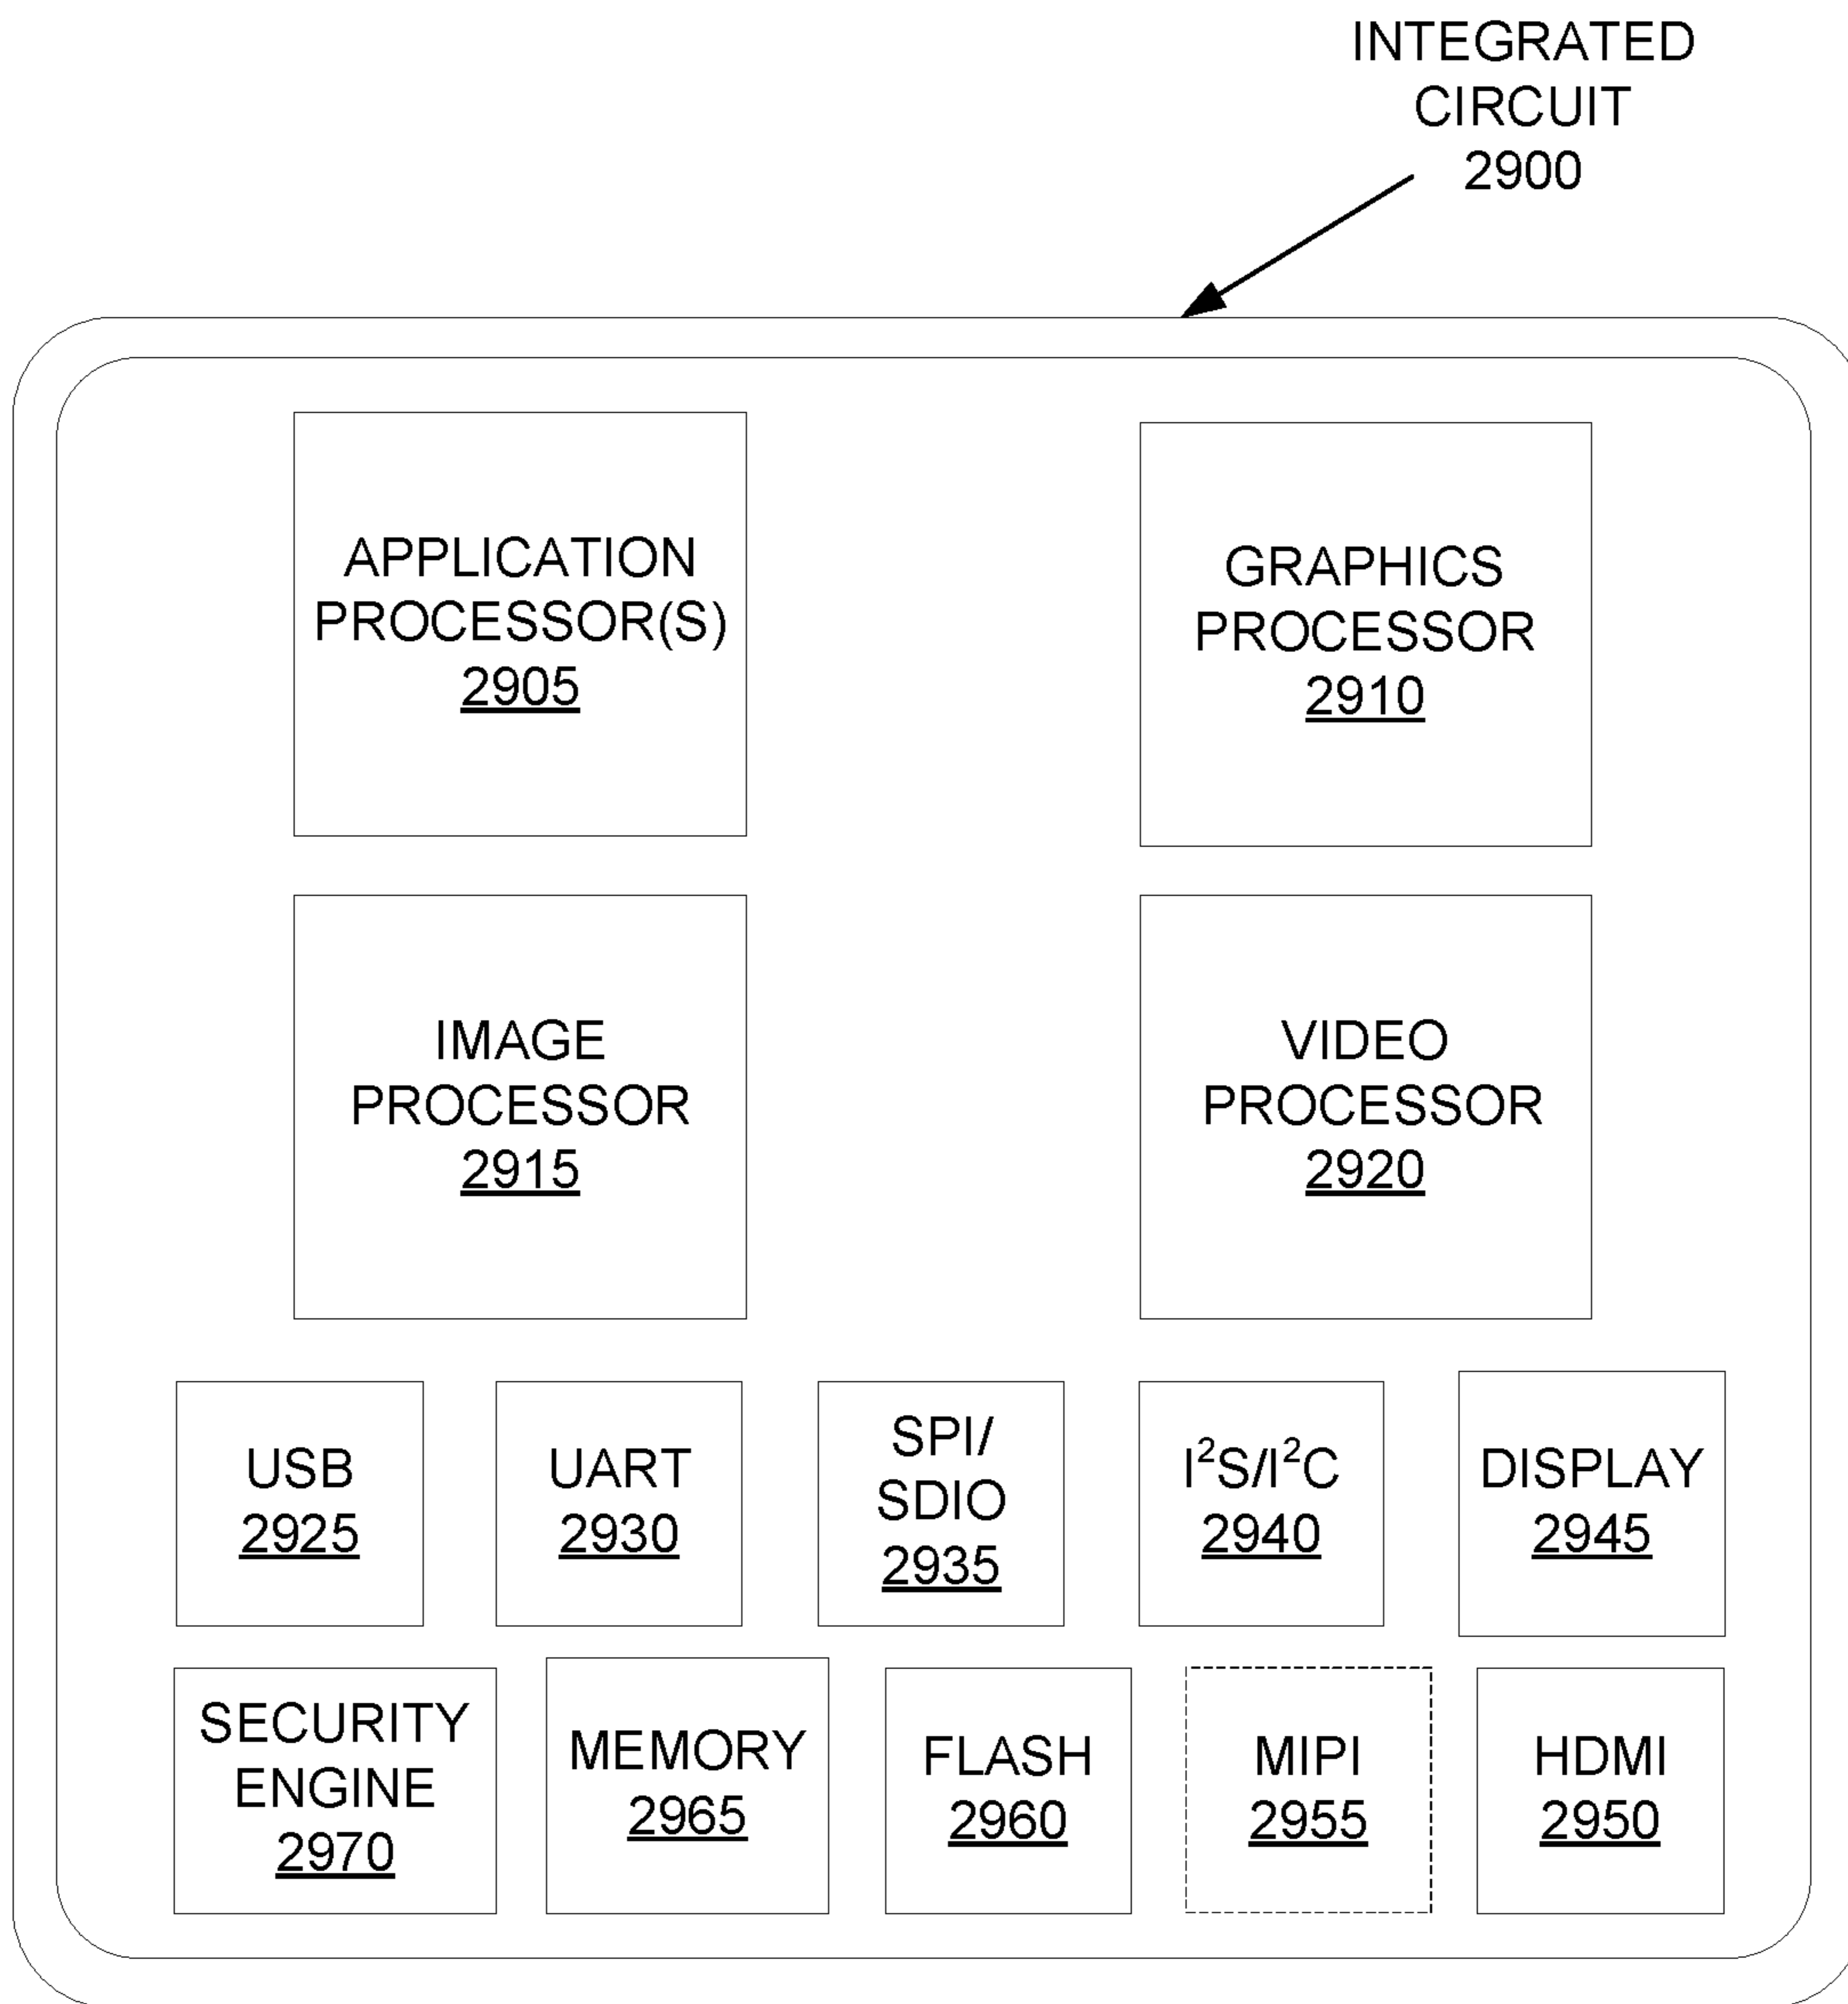 INTEGRATED
CIRCUIT
2900
APPLICATION
PROCESSOR(S)
2905
GRAPHICS
PROCESSOR
2910
IMAGE
PROCESSOR
2915
VIDEO
PROCESSOR
2920
USB
2925
UART
2930
SPI/
SDIO
2935
I²S/I²C
2940
DISPLAY
2945
SECURITY
ENGINE
2970
MEMORY
2965
FLASH
2960
MIPI
2955
HDMI
2950